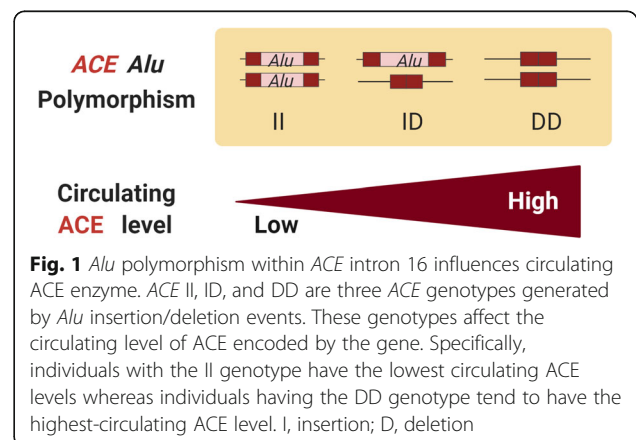 ACE Alu
Polymorphism
Alu
Alu
Alu
II
ID
DD
Circulating
ACE level
Low
High
Fig. 1 Alu polymorphism within ACE intron 16 influences circulating
ACE enzyme. ACE II, ID, and DD are three ACE genotypes generated
by Alu insertion/deletion events. These genotypes affect the
circulating level of ACE encoded by the gene. Specifically,
individuals with the II genotype have the lowest circulating ACE
levels whereas individuals having the DD genotype tend to have the
highest-circulating ACE level. I, insertion; D, deletion